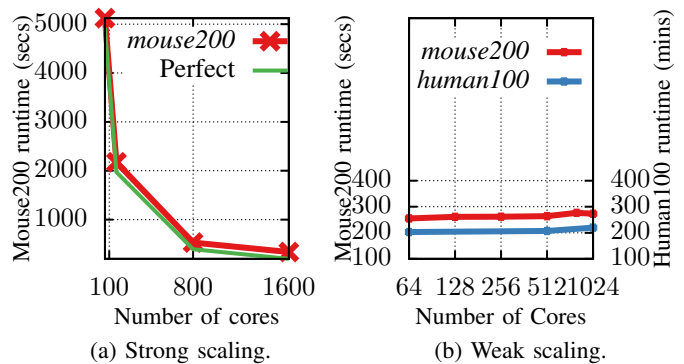 Mouse200 runtime (secs)
5000
4000
3000
2000
1000
mouse200
Perfect
100 800 1600
Number of cores
(a) Strong scaling.
Mouse200 runtime (secs)
400
300
200
100
mouse200
human100
400
300
200
100
Human100 runtime (mins)
64 128 256 512 1024
Number of Cores
(b) Weak scaling.